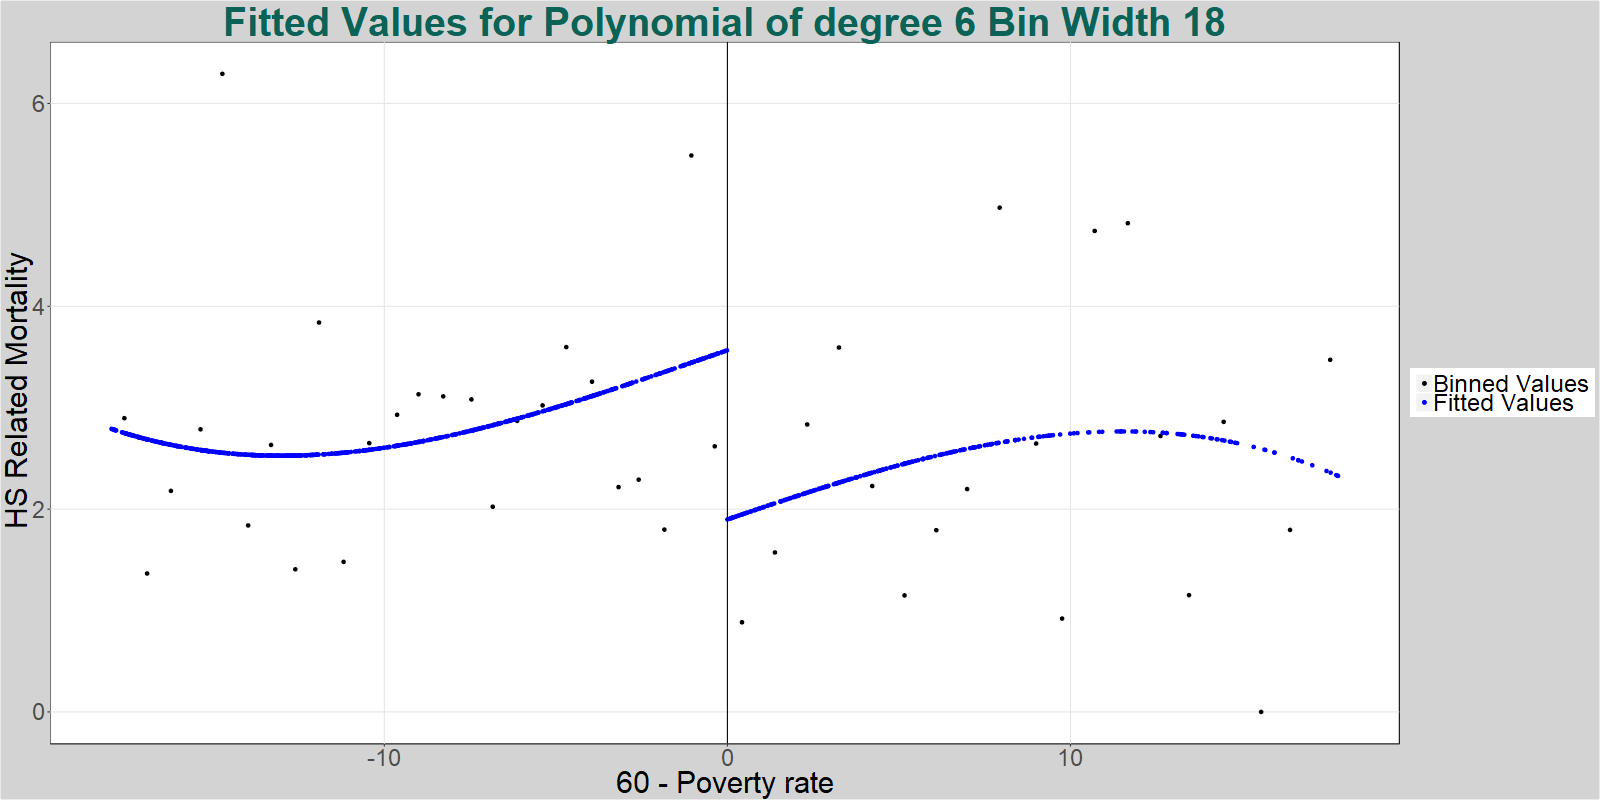 Fitted Values for Polynomial of degree 6 Bin Width 18
HS Related Mortality
6
4
2
0
-10
0
10
60 - Poverty rate
Binned Values
Fitted Values